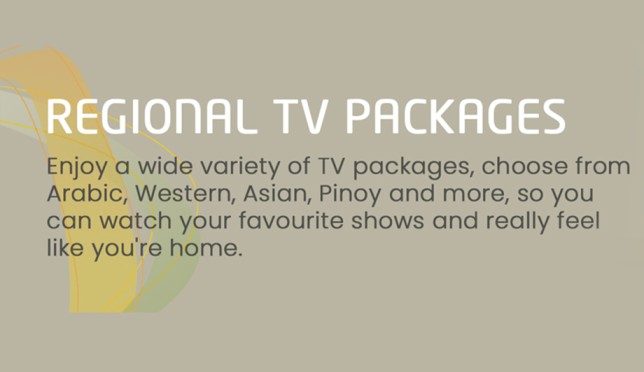 REGIONAL TV PACKAGES
Enjoy a wide variety of TV packages, choose from
Arabic, Western, Asian, Pinoy and more, so you
can watch your favourite shows and really feel
like you're home.